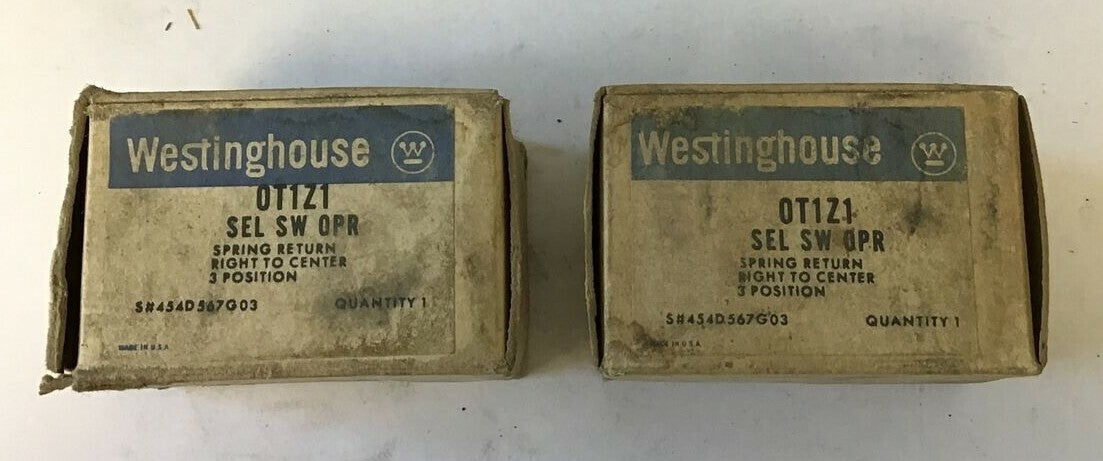 Westinghouse W
OT1Z1
SEL SW OPR
SPRING RETURN
RIGHT TO CENTER
3 POSITION
S#454D567G03 QUANTITY 1
MADE IN U.S.A.
Westinghouse W
OT1Z1
SEL SW OPR
SPRING RETURN
RIGHT TO CENTER
3 POSITION
S#454D567G03 QUANTITY 1
MADE IN U.S.A.